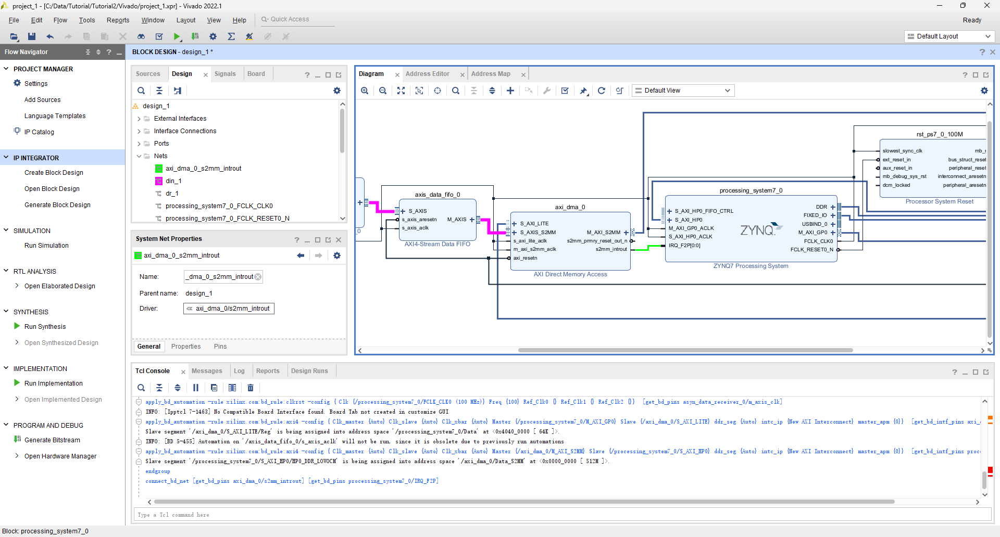 project_1 - [C:/Data/Tutorial/Tutorial2/Vivado/project_1.xpr] - Vivado 2022.1
File Edit Flow Tools Reports Window Layout View Help Quick Access Ready
Default Layout
Flow Navigator
PROJECT MANAGER
Settings
Add Sources
Language Templates
IP Catalog
IP INTEGRATOR
Create Block Design
Open Block Design
Generate Block Design
SIMULATION
Run Simulation
RTL ANALYSIS
Open Elaborated Design
SYNTHESIS
Run Synthesis
Open Synthesized Design
IMPLEMENTATION
Run Implementation
Open Implemented Design
PROGRAM AND DEBUG
Generate Bitstream
Open Hardware Manager
BLOCK DESIGN - design_1 *
Sources Design Signals Board
design_1
External Interfaces
Interface Connections
Ports
Nets
axi_dma_0_s2mm_introut
din_1
dr_1
processing_system7_0_FCLK_CLK0
processing_system7_0_FCLK_RESET0_N
System Net Properties
axi_dma_0_s2mm_introut
Name: _dma_0_s2mm_introut
Parent name: design_1
Driver: axi_dma_0/s2mm_introut
General Properties Pins
Diagram Address Editor Address Map
Default View
_0
axis_data_fifo_0
S_AXIS
s_axis_aresetn
s_axis_aclk
M_AXIS
AXI4-Stream Data FIFO
axi_dma_0
S_AXI_LITE
S_AXIS_S2MM
s_axi_lite_aclk
m_axi_s2mm_aclk
axi_resetn
M_AXI_S2MM
s2mm_prmry_reset_out_n
s2mm_introut
AXI Direct Memory Access
processing_system7_0
S_AXI_HP0_FIFO_CTRL
S_AXI_HP0
M_AXI_GP0_ACLK
S_AXI_HP0_ACLK
IRQ_F2P[0:0]
ZYNQ
DDR
FIXED_IO
USBIND_0
M_AXI_GP0
FCLK_CLK0
FCLK_RESET0_N
ZYNQ7 Processing System
rst_ps7_0_100M
slowest_sync_clk
ext_reset_in
aux_reset_in
mb_debug_sys_rst
dcm_locked
mb_r
bus_struct_reset
peripheral_reset
interconnect_aresetn
peripheral_aresetn
Processor System Reset
Tcl Console Messages Log Reports Design Runs
apply_bd_automation -rule xilinx.com:bd_rule:clkrst -config { Clk {/processing_system7_0/FCLK_CLK0 (100 MHz)} Freq {100} Ref_Clk0 {} Ref_Clk1 {} Ref_Clk2 {}} [get_bd_pins asyn_data_receiver_0/m_axis_clk]
INFO: [Ipptcl 7-1463] No Compatible Board Interface found. Board Tab not created in customize GUI
apply_bd_automation -rule xilinx.com:bd_rule:axi4 -config { Clk_master {Auto} Clk_slave {Auto} Clk_xbar {Auto} Master {/processing_system7_0/M_AXI_GP0} Slave {/axi_dma_0/S_AXI_LITE} ddr_seg {Auto} intc_ip {New AXI Interconnect} master_apm {0}} [get_bd_intf_pins axi_
Slave segment '/axi_dma_0/S_AXI_LITE/Reg' is being assigned into address space '/processing_system7_0/Data' at <0x4040_0000 [ 64K ]>.
INFO: [BD 5-455] Automation on '/axis_data_fifo_0/s_axis_aclk' will not be run, since it is obsolete due to previously run automations
apply_bd_automation -rule xilinx.com:bd_rule:axi4 -config { Clk_master {Auto} Clk_slave {Auto} Clk_xbar {Auto} Master {/axi_dma_0/M_AXI_S2MM} Slave {/processing_system7_0/S_AXI_HP0} ddr_seg {Auto} intc_ip {New AXI Interconnect} master_apm {0}} [get_bd_intf_pins proc
Slave segment '/processing_system7_0/S_AXI_HP0/HP0_DDR_LOWOCM' is being assigned into address space '/axi_dma_0/Data_S2MM' at <0x0000_0000 [ 512M ]>.
endgroup
connect_bd_net [get_bd_pins axi_dma_0/s2mm_introut] [get_bd_pins processing_system7_0/IRQ_F2P]
Type a Tcl command here
Block: processing_system7_0